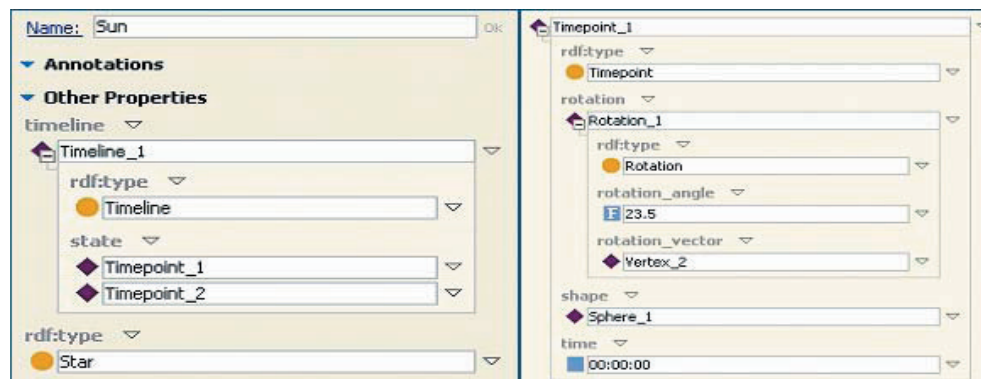 Name: Sun OK
Annotations
Other Properties
timeline
Timeline_1
rdf:type
Timeline
state
Timepoint_1
Timepoint_2
rdf:type
Star
Timepoint_1
rdf:type
Timepoint
rotation
Rotation_1
rdf:type
Rotation
rotation_angle
F 23.5
rotation_vector
Vertex_2
shape
Sphere_1
time
00:00:00